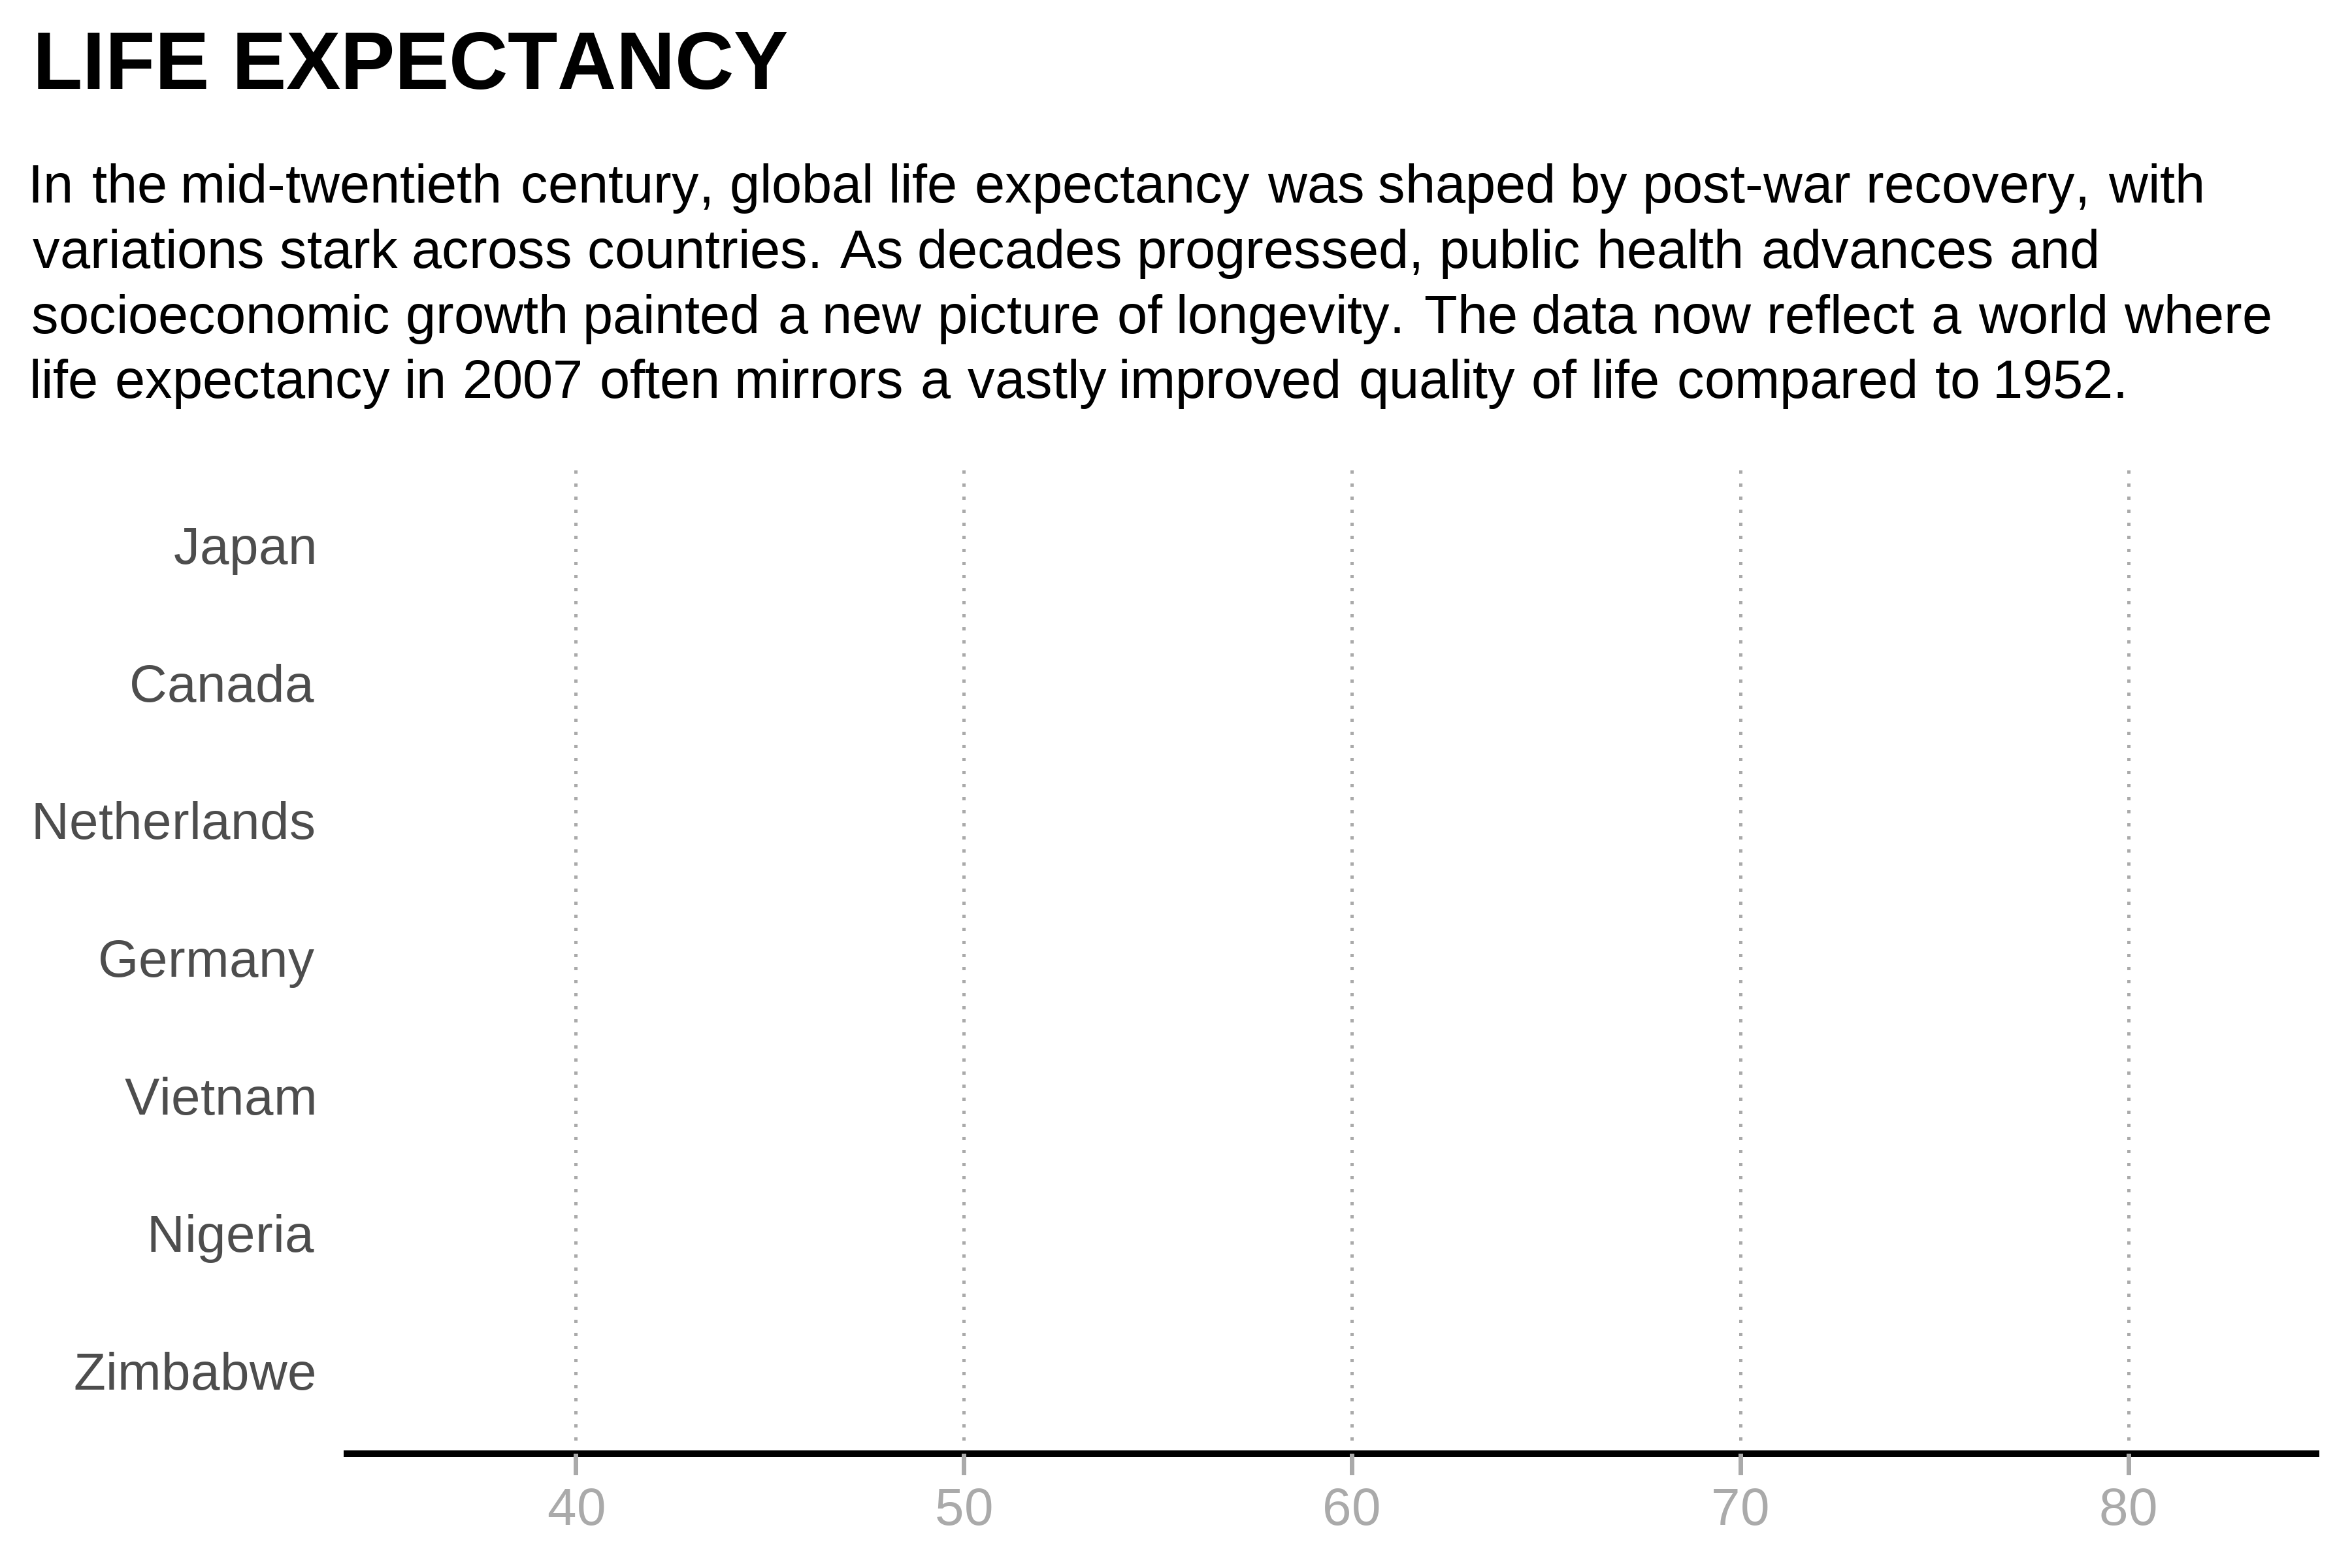 LIFE EXPECTANCY
In the mid-twentieth century, global life expectancy was shaped by post-war recovery, with
variations stark across countries. As decades progressed, public health advances and
socioeconomic growth painted a new picture of longevity. The data now reflect a world where
life expectancy in 2007 often mirrors a vastly improved quality of life compared to 1952.
Japan
Canada
Netherlands
Germany
Vietnam
Nigeria
Zimbabwe
40 50 60 70 80